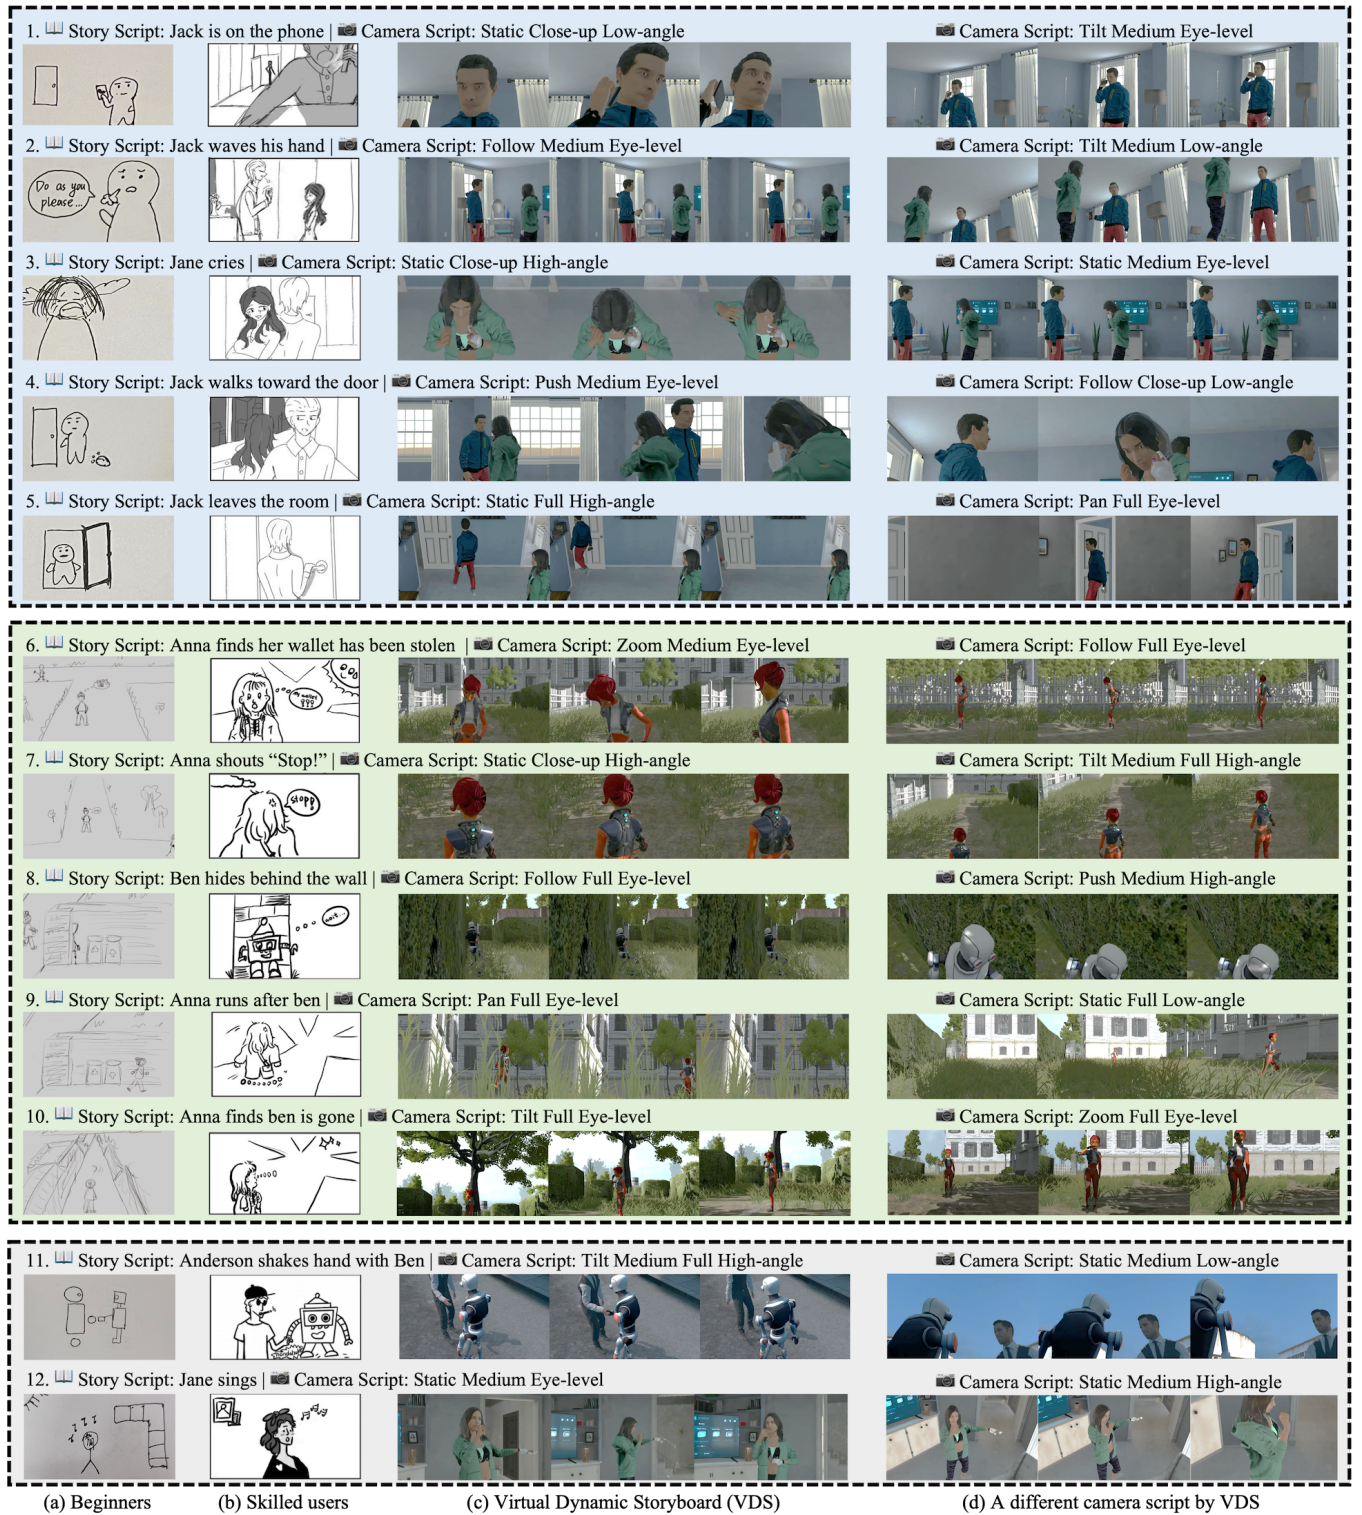 1. Story Script: Jack is on the phone | Camera Script: Static Close-up Low-angle
Camera Script: Tilt Medium Eye-level
2. Story Script: Jack waves his hand | Camera Script: Follow Medium Eye-level
Camera Script: Tilt Medium Low-angle
Do as you
please...
3. Story Script: Jane cries | Camera Script: Static Close-up High-angle
Camera Script: Static Medium Eye-level
4. Story Script: Jack walks toward the door | Camera Script: Push Medium Eye-level
Camera Script: Follow Close-up Low-angle
5. Story Script: Jack leaves the room | Camera Script: Static Full High-angle
Camera Script: Pan Full Eye-level
6. Story Script: Anna finds her wallet has been stolen | Camera Script: Zoom Medium Eye-level
Camera Script: Follow Full Eye-level
My wallet
???
7. Story Script: Anna shouts “Stop!” | Camera Script: Static Close-up High-angle
Camera Script: Tilt Medium Full High-angle
8. Story Script: Ben hides behind the wall | Camera Script: Follow Full Eye-level
Camera Script: Push Medium High-angle
wait...
9. Story Script: Anna runs after ben | Camera Script: Pan Full Eye-level
Camera Script: Static Full Low-angle
10. Story Script: Anna finds ben is gone | Camera Script: Tilt Full Eye-level
Camera Script: Zoom Full Eye-level
11. Story Script: Anderson shakes hand with Ben | Camera Script: Tilt Medium Full High-angle
Camera Script: Static Medium Low-angle
12. Story Script: Jane sings | Camera Script: Static Medium Eye-level
Camera Script: Static Medium High-angle
(a) Beginners
(b) Skilled users
(c) Virtual Dynamic Storyboard (VDS)
(d) A different camera script by VDS